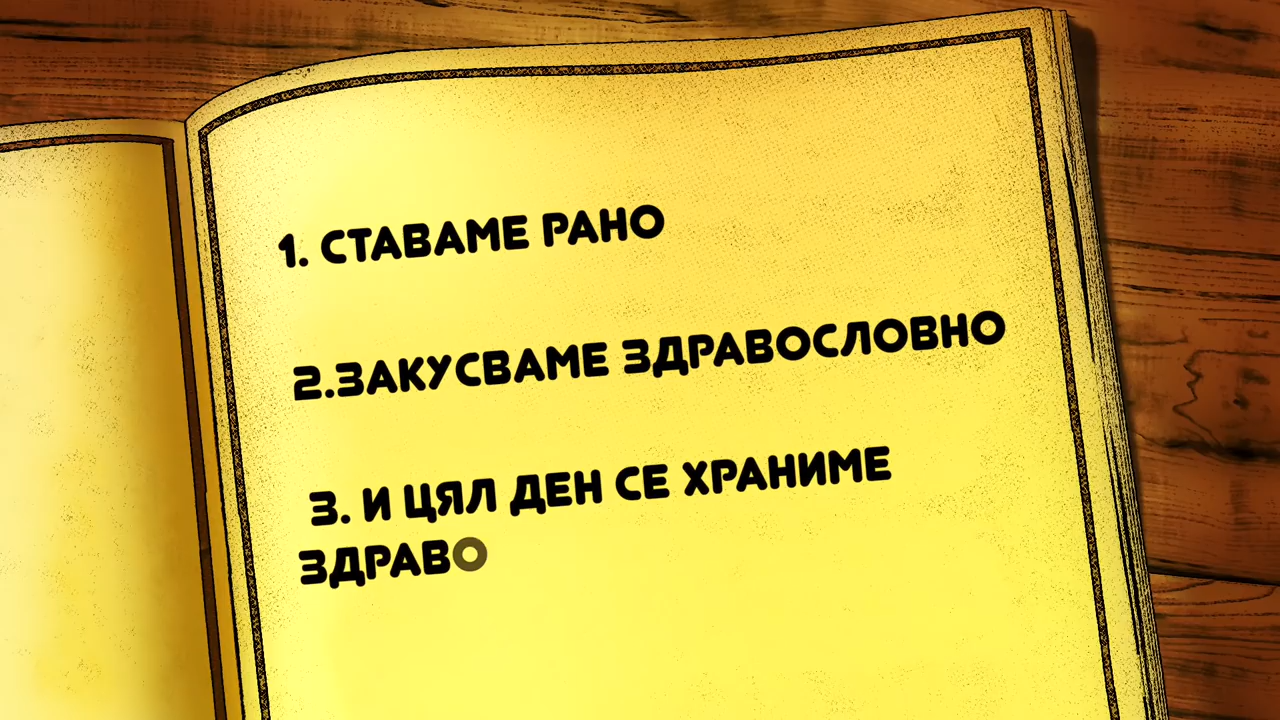 1. СТАВАМЕ РАНО
2.ЗАКУСВАМЕ ЗДРАВОСЛОВНО
3. И ЦЯЛ ДЕН СЕ ХРАНИМЕ
ЗДРАВО